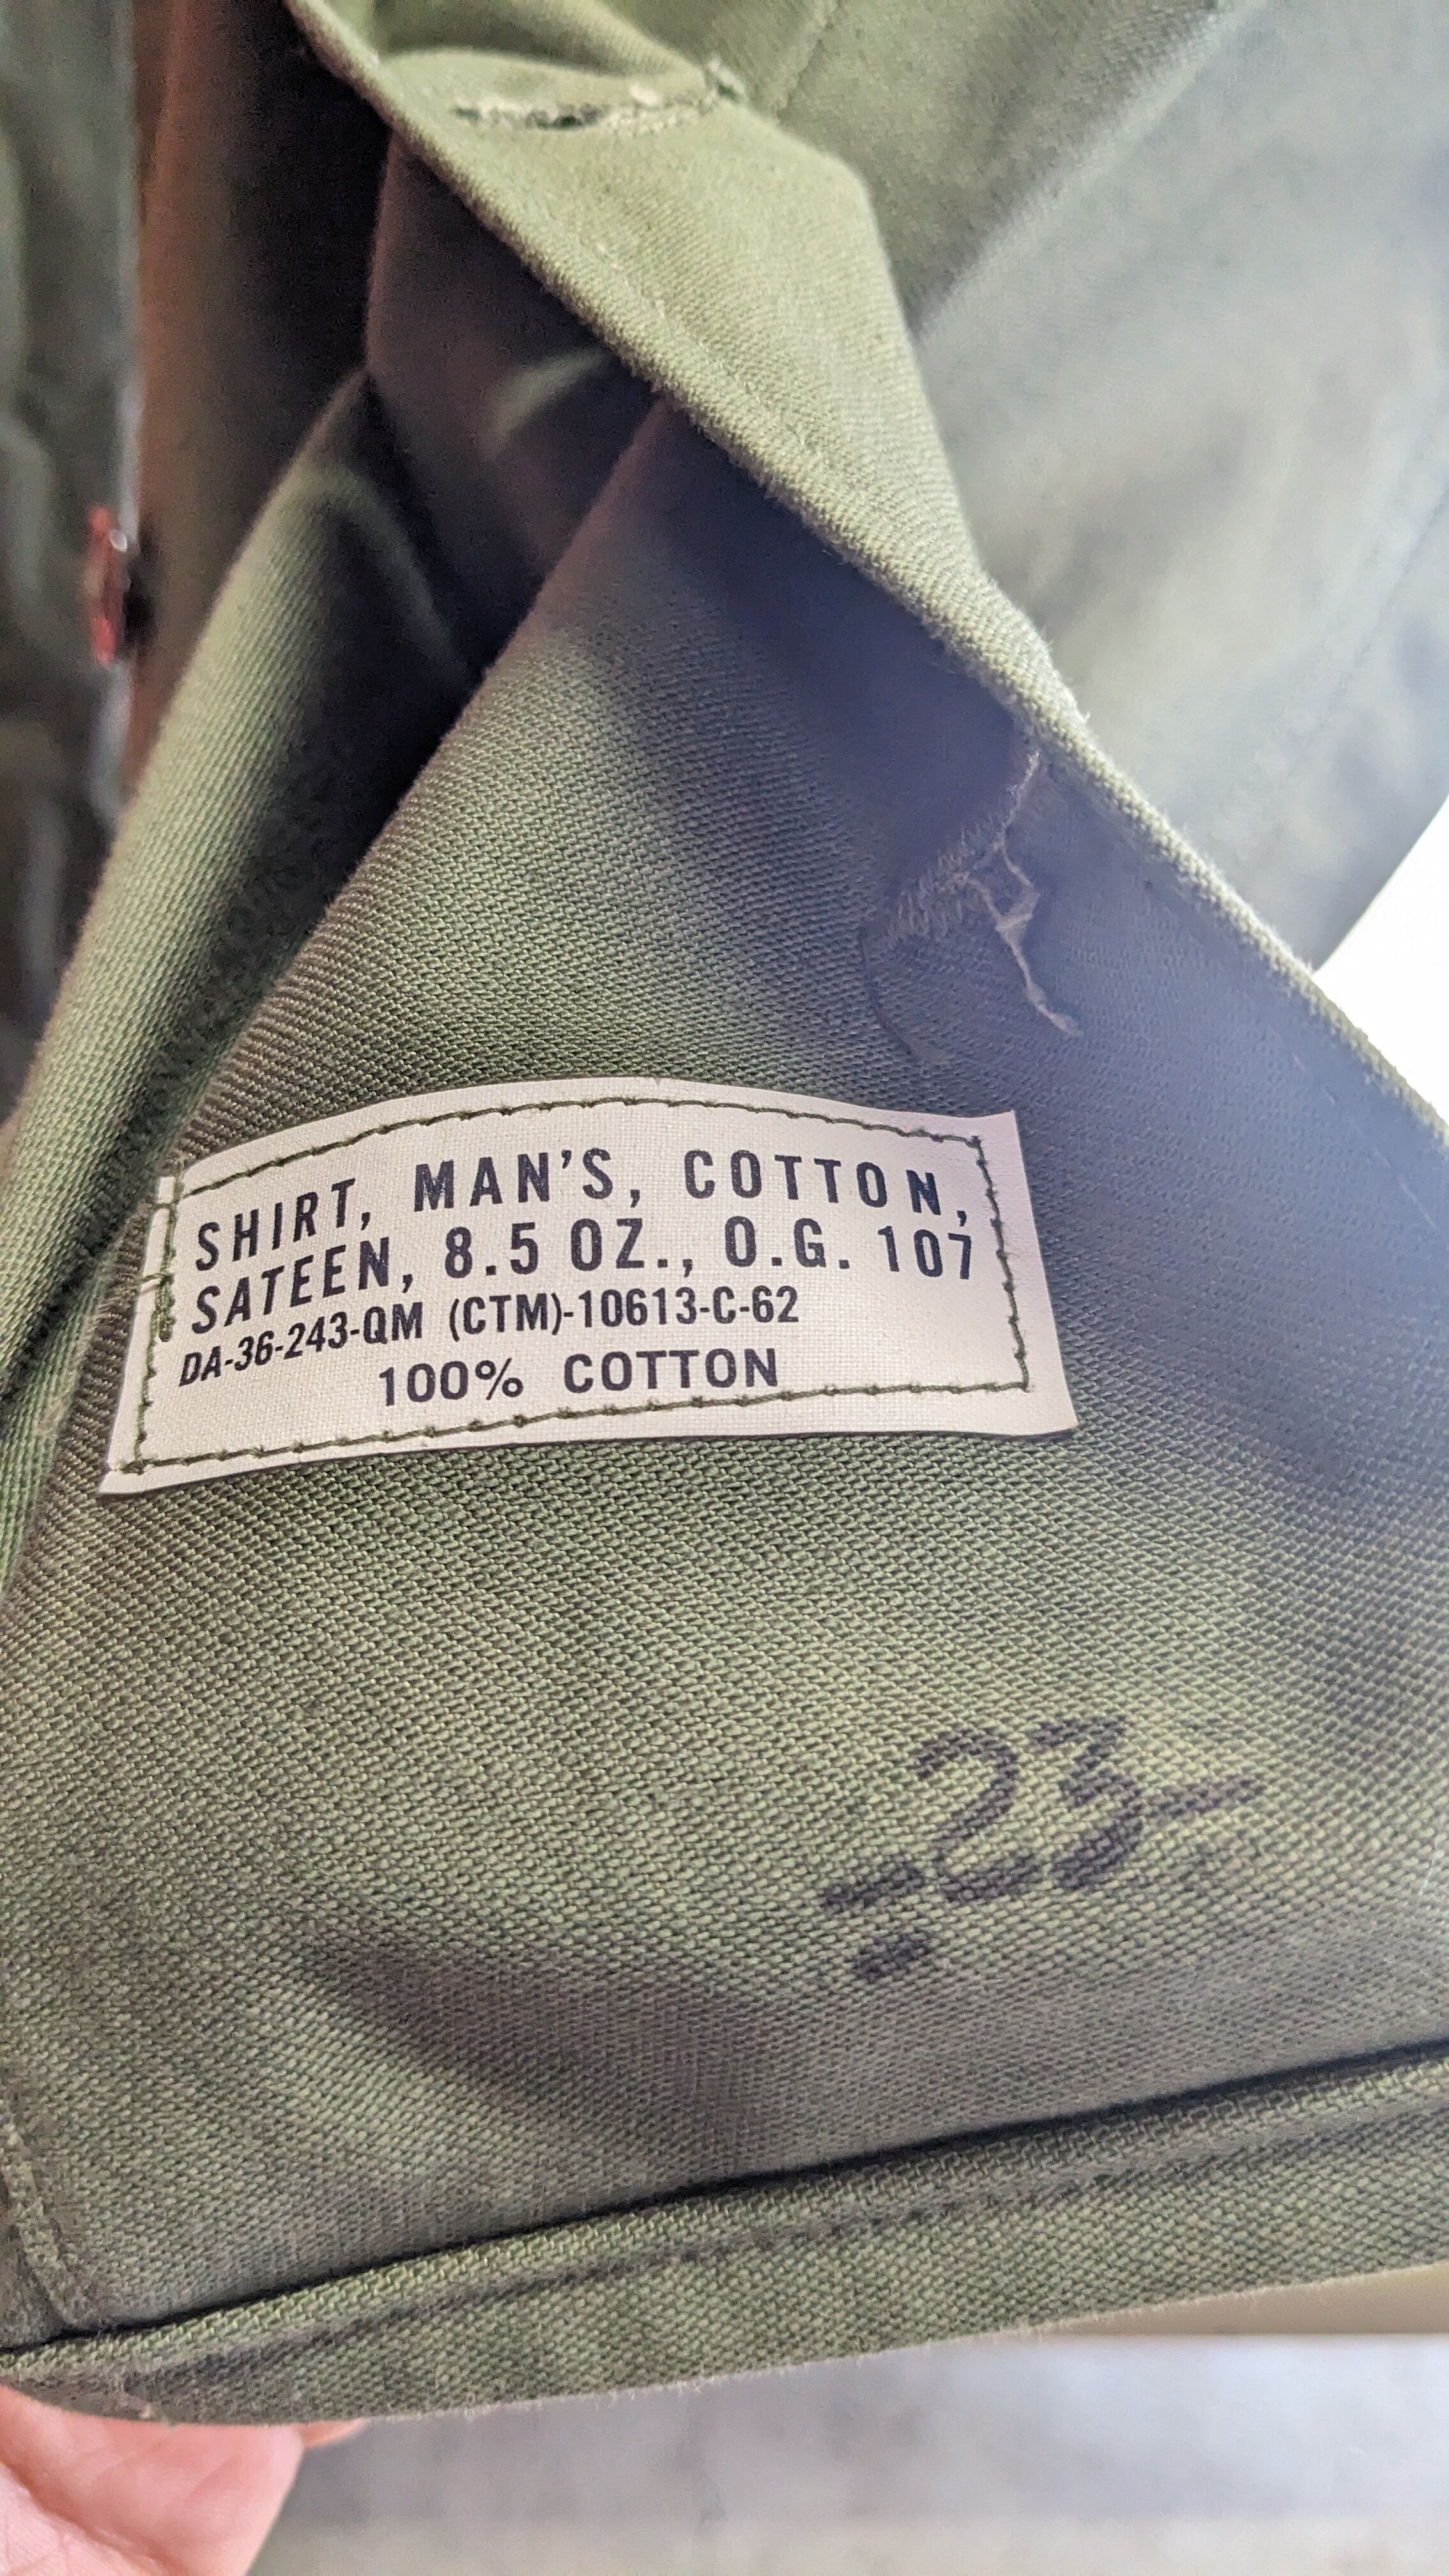 SHIRT, MAN'S, COTTON,
SATEEN, 8.5 OZ., O.G. 107
DA-36-243-QM (CTM)-10613-C-62
100% COTTON
23